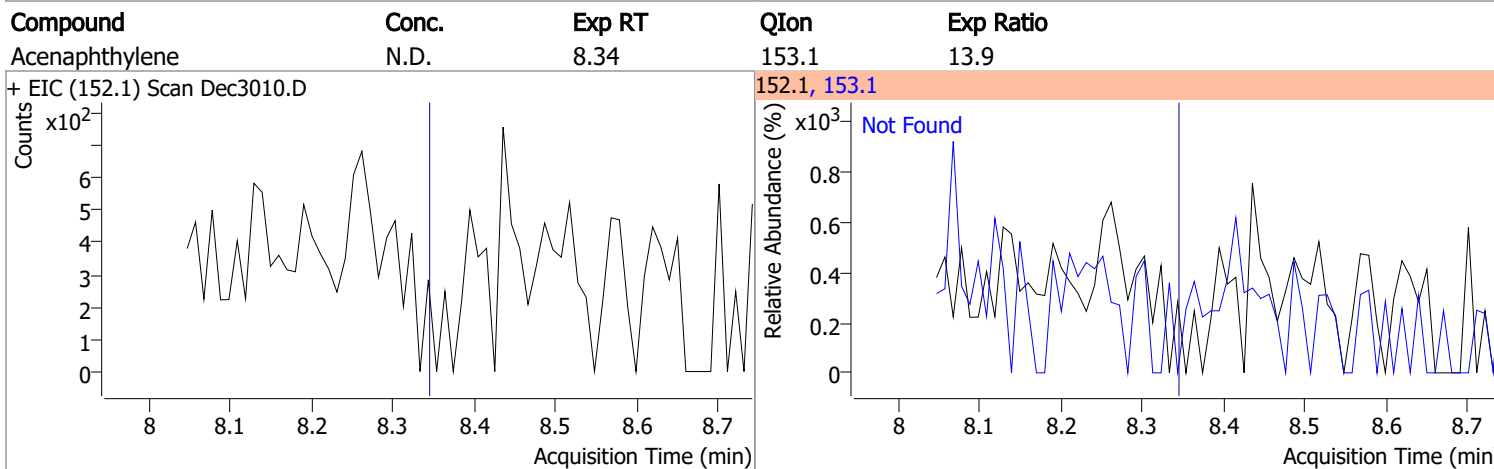 Compound Conc. Exp RT QIon Exp Ratio
Acenaphthylene N.D. 8.34 153.1 13.9
+ EIC (152.1) Scan Dec3010.D
Counts
x10²
6
5
4
3
2
1
0
8 8.1 8.2 8.3 8.4 8.5 8.6 8.7
Acquisition Time (min)
152.1, 153.1
Relative Abundance (%)
x10³
Not Found
0.8
0.6
0.4
0.2
0
8 8.1 8.2 8.3 8.4 8.5 8.6 8.7
Acquisition Time (min)